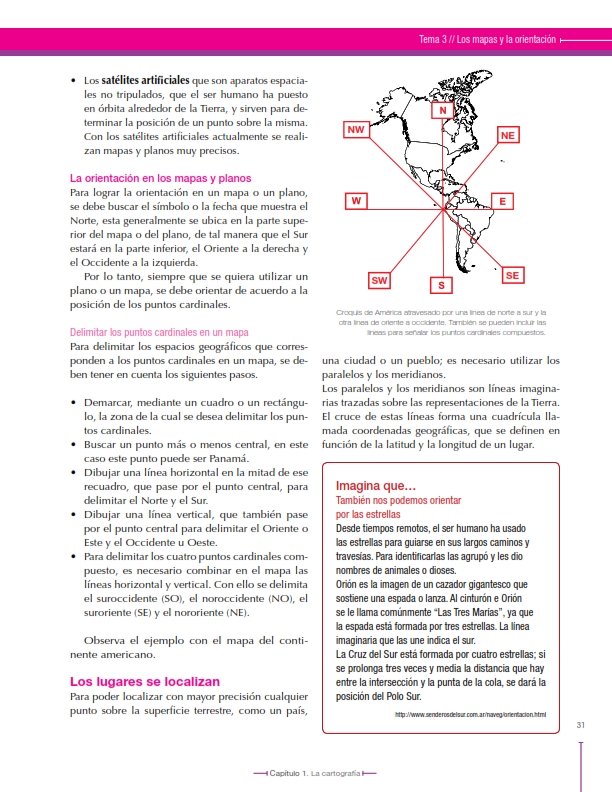 Tema 3 // Los mapas y la orientación
• Los satélites artificiales que son aparatos espacia-
les no tripulados, que el ser humano ha puesto
en órbita alrededor de la Tierra, y sirven para de-
terminar la posición de un punto sobre la misma.
Con los satélites artificiales actualmente se reali-
zan mapas y planos muy precisos.
La orientación en los mapas y planos
Para lograr la orientación en un mapa o un plano,
se debe buscar el símbolo o la fecha que muestra el
Norte, esta generalmente se ubica en la parte supe-
rior del mapa o del plano, de tal manera que el Sur
estará en la parte inferior, el Oriente a la derecha y
el Occidente a la izquierda.
Por lo tanto, siempre que se quiera utilizar un
plano o un mapa, se debe orientar de acuerdo a la
posición de los puntos cardinales.
Delimitar los puntos cardinales en un mapa
Para delimitar los espacios geográficos que corres-
ponden a los puntos cardinales en un mapa, se de-
ben tener en cuenta los siguientes pasos.
• Demarcar, mediante un cuadro o un rectángu-
lo, la zona de la cual se desea delimitar los pun-
tos cardinales.
• Buscar un punto más o menos central, en este
caso este punto puede ser Panamá.
• Dibujar una línea horizontal en la mitad de ese
recuadro, que pase por el punto central, para
delimitar el Norte y el Sur.
• Dibujar una línea vertical, que también pase
por el punto central para delimitar el Oriente o
Este y el Occidente u Oeste.
• Para delimitar los cuatro puntos cardinales com-
puesto, es necesario combinar en el mapa las
líneas horizontal y vertical. Con ello se delimita
el suroccidente (SO), el noroccidente (NO), el
suroriente (SE) y el nororiente (NE).
Observa el ejemplo con el mapa del conti-
nente americano.
Los lugares se localizan
Para poder localizar con mayor precisión cualquier
punto sobre la superficie terrestre, como un país,
N
NW
NE
W
E
SW
S
SE
Croquis de América atravesado por una línea de norte a sur y la
otra línea de oriente a occidente. También se pueden incluir las
líneas para señalar los puntos cardinales compuestos.
una ciudad o un pueblo; es necesario utilizar los
paralelos y los meridianos.
Los paralelos y los meridianos son líneas imagina-
rias trazadas sobre las representaciones de la Tierra.
El cruce de estas líneas forma una cuadrícula lla-
mada coordenadas geográficas, que se definen en
función de la latitud y la longitud de un lugar.
Imagina que...
También nos podemos orientar
por las estrellas
Desde tiempos remotos, el ser humano ha usado
las estrellas para guiarse en sus largos caminos y
travesías. Para identificarlas las agrupó y les dio
nombres de animales o dioses.
Orión es la imagen de un cazador gigantesco que
sostiene una espada o lanza. Al cinturón e Orión
se le llama comúnmente “Las Tres Marías”, ya que
la espada está formada por tres estrellas. La línea
imaginaria que las une indica el sur.
La Cruz del Sur está formada por cuatro estrellas; si
se prolonga tres veces y media la distancia que hay
entre la intersección y la punta de la cola, se dará la
posición del Polo Sur.
http://www.senderosdelsur.com.ar/naveg/orientacion.html
31
Capítulo 1. La cartografía